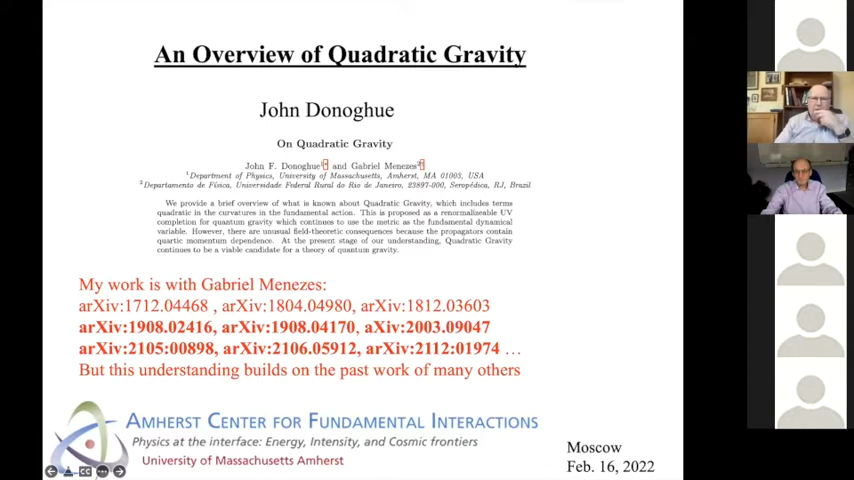 An Overview of Quadratic Gravity
John Donoghue
On Quadratic Gravity
John F. Donoghue¹* and Gabriel Menezes²†
¹Department of Physics, University of Massachusetts, Amherst, MA 01003, USA
²Departamento de Física, Universidade Federal Rural do Rio de Janeiro, 23897-000, Seropédica, RJ, Brazil
We provide a brief overview of what is known about Quadratic Gravity, which includes terms
quadratic in the curvatures in the fundamental action. This is proposed as a renormalizeable UV
completion for quantum gravity which continues to use the metric as the fundamental dynamical
variable. However, there are unusual field-theoretic consequences because the propagators contain
quartic momentum dependence. At the present stage of our understanding, Quadratic Gravity
continues to be a viable candidate for a theory of quantum gravity.
My work is with Gabriel Menezes:
arXiv:1712.04468 , arXiv:1804.04980, arXiv:1812.03603
arXiv:1908.02416, arXiv:1908.04170, aXiv:2003.09047
arXiv:2105:00898, arXiv:2106.05912, arXiv:2112:01974 …
But this understanding builds on the past work of many others
AMHERST CENTER FOR FUNDAMENTAL INTERACTIONS
Physics at the interface: Energy, Intensity, and Cosmic frontiers
University of Massachusetts Amherst
Moscow
Feb. 16, 2022